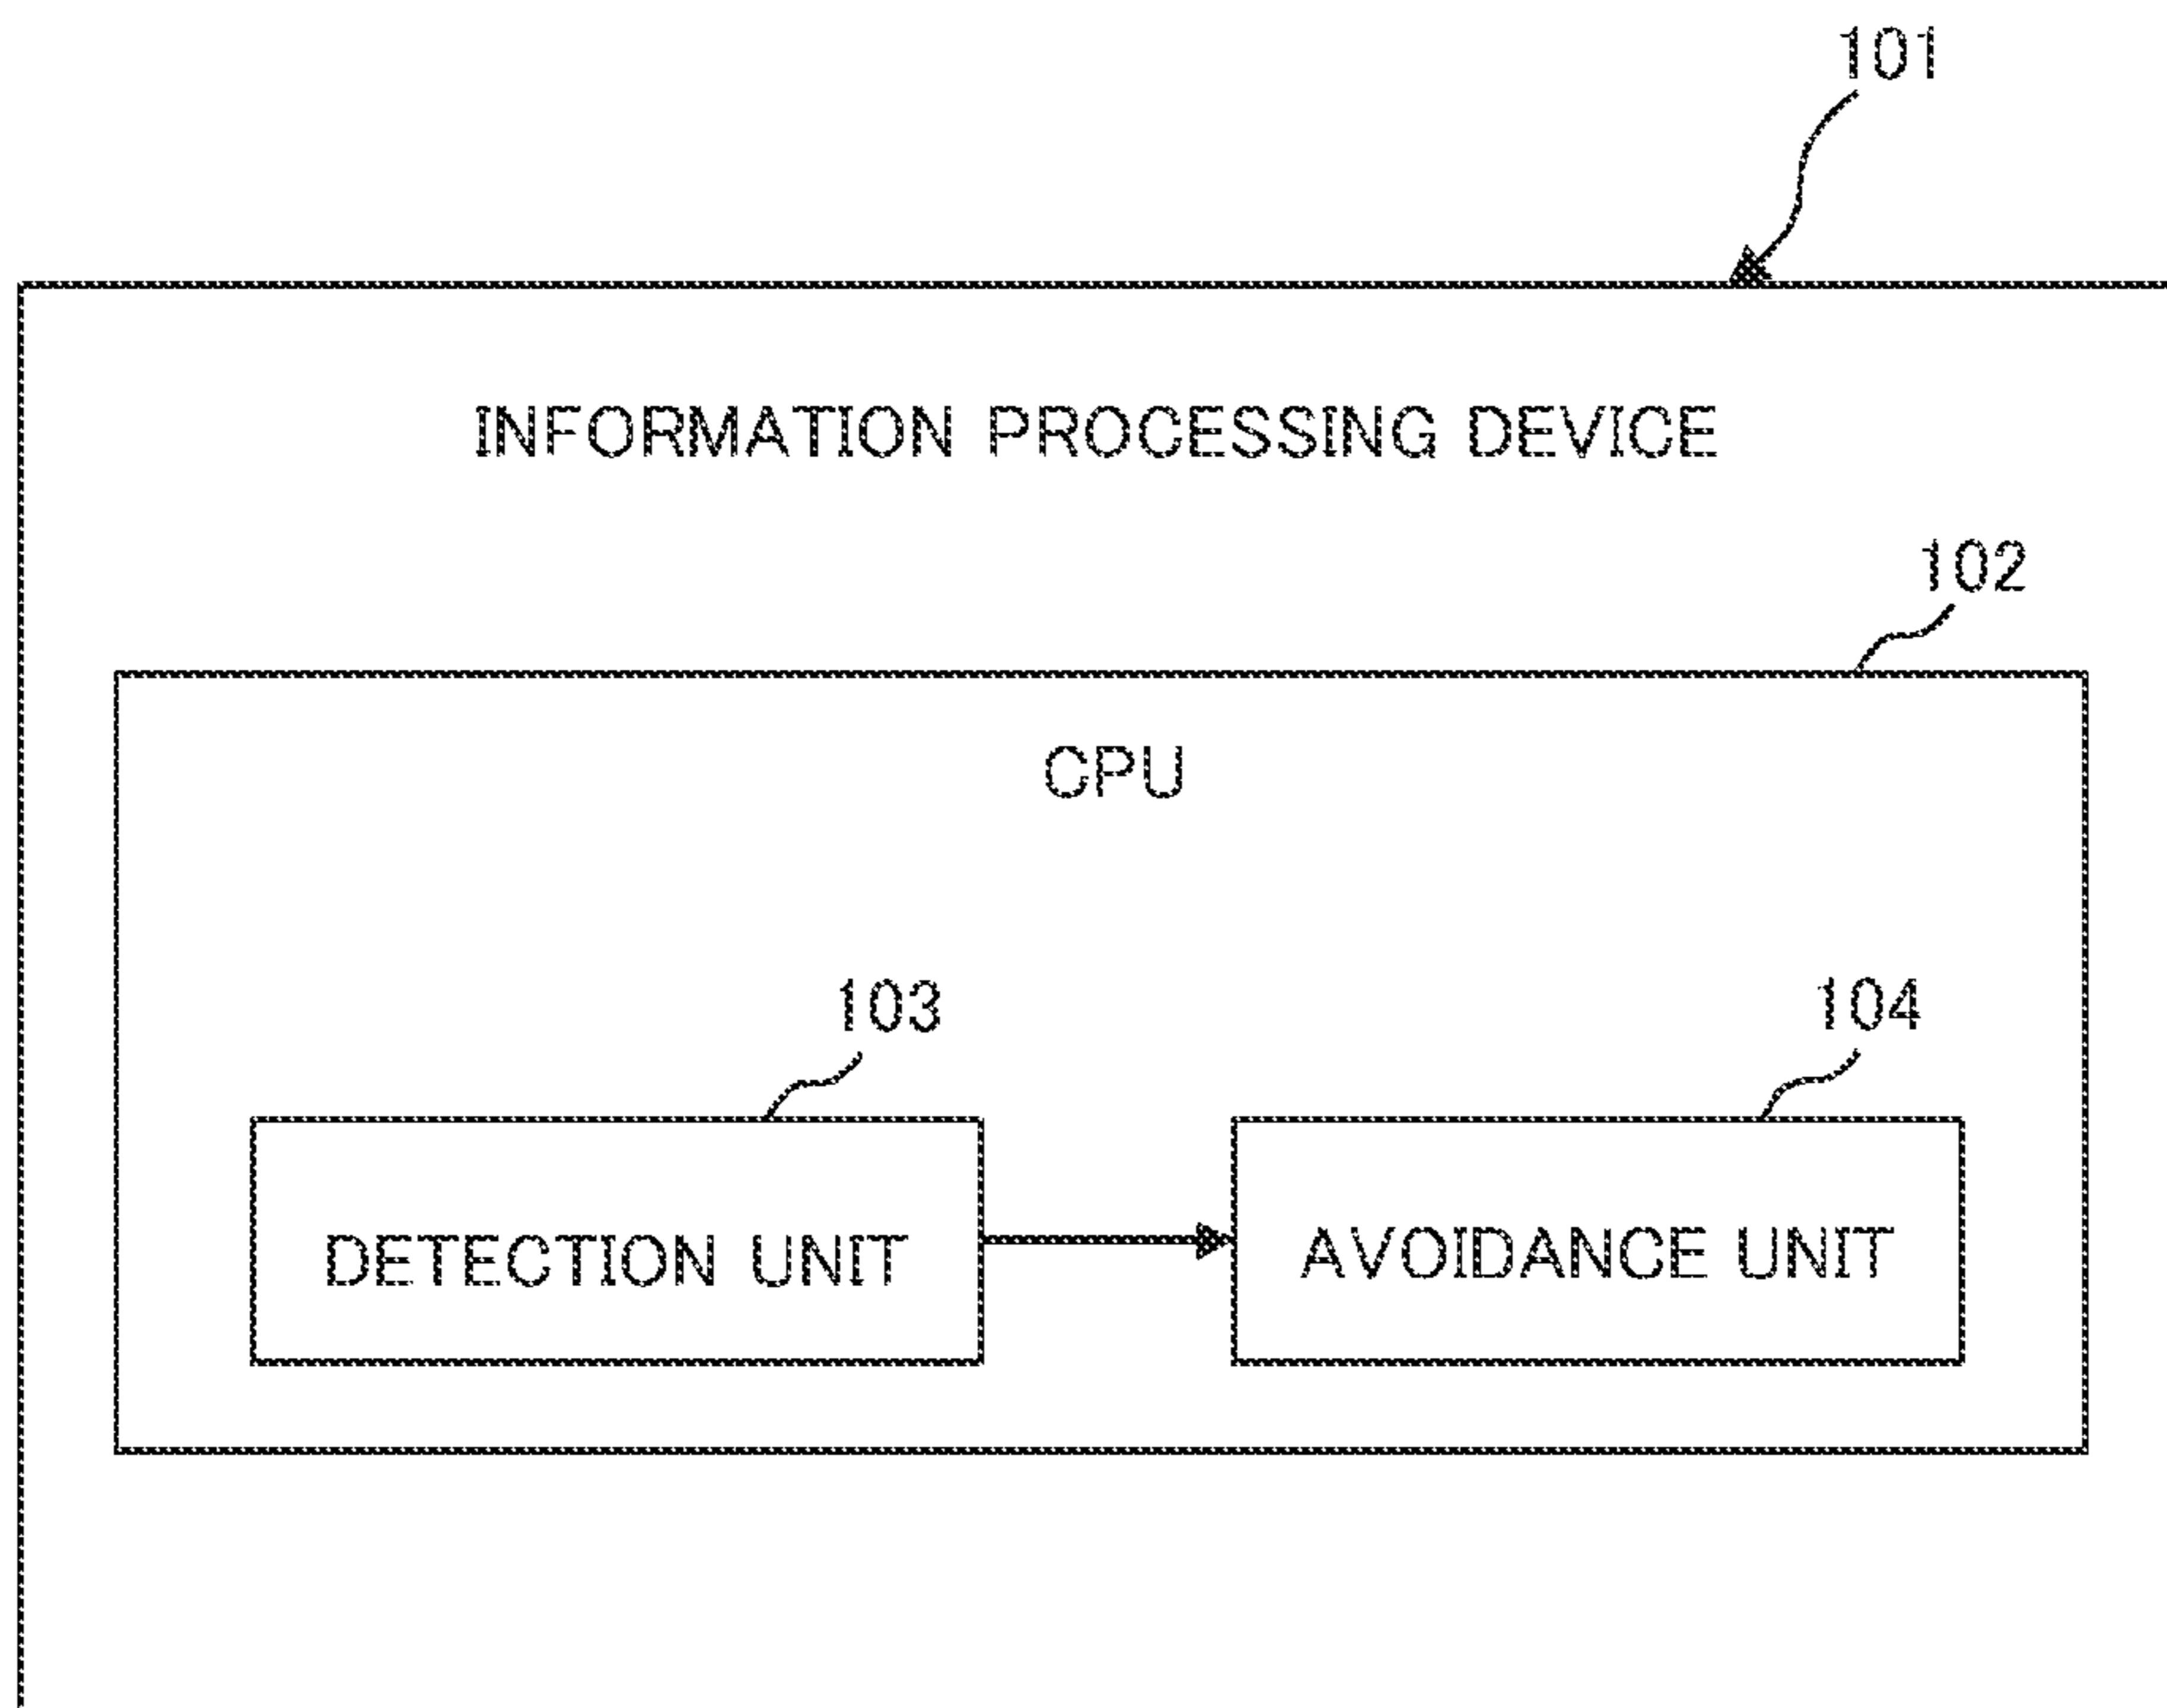 101
INFORMATION PROCESSING DEVICE
102
CPU
103
104
DETECTION UNIT
AVOIDANCE UNIT